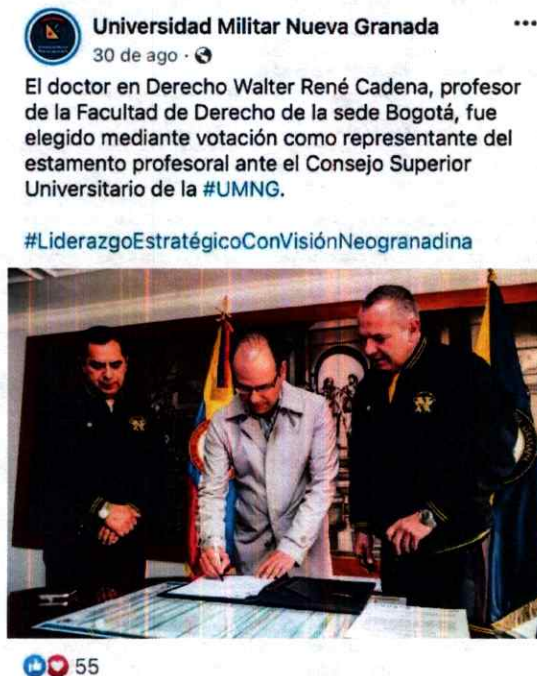 Universidad Militar Nueva Granada
30 de ago ·
El doctor en Derecho Walter René Cadena, profesor
de la Facultad de Derecho de la sede Bogotá, fue
elegido mediante votación como representante del
estamento profesoral ante el Consejo Superior
Universitario de la #UMNG.
#LiderazgoEstratégicoConVisiónNeogranadina
N
N
55